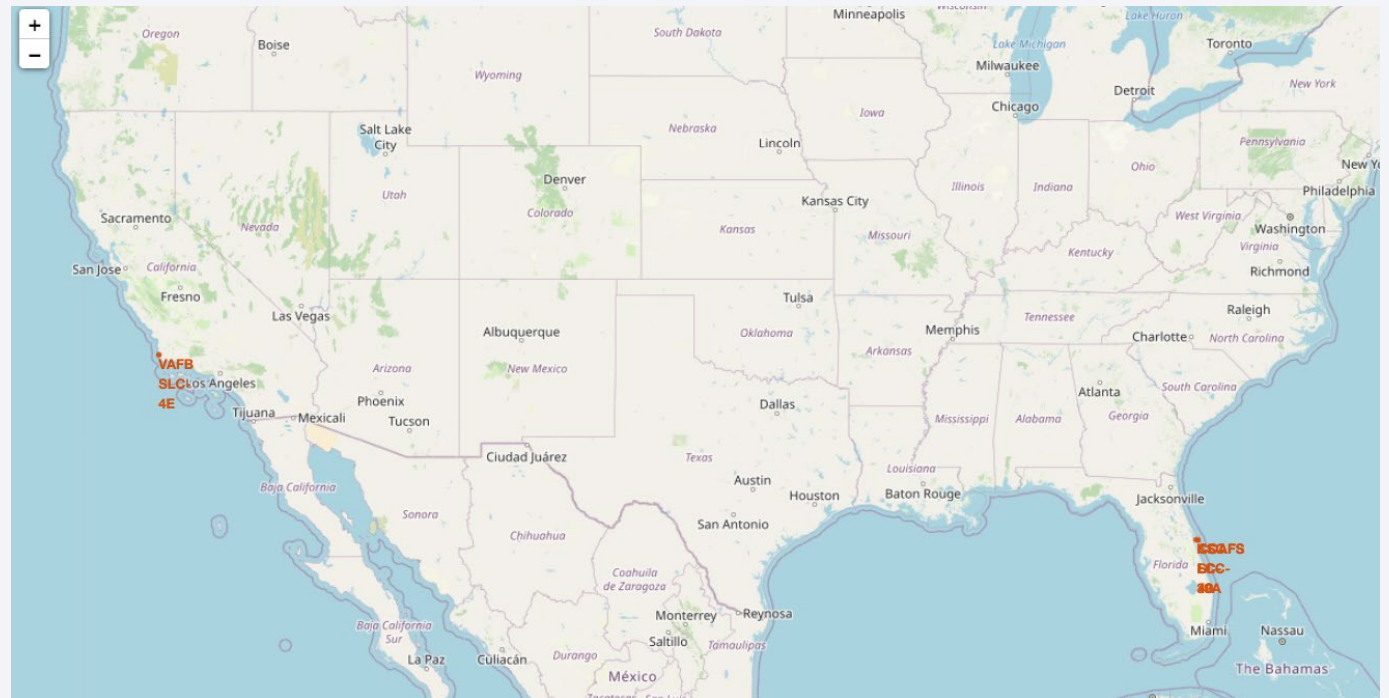 +
−
Oregon
Boise
South Dakota
Minneapolis
Wisconsin
Lake Huron
Lake Michigan
Toronto
Milwaukee
Wyoming
Detroit
New York
Chicago
Iowa
Salt Lake
City
Nebraska
Lincoln
Pennsylvania
Ohio
Denver
Utah
Illinois
Indiana
Philadelphia
Kansas City
Colorado
Sacramento
Nevada
Kansas
Missouri
West Virginia
Washington
Virginia
Kentucky
San Jose
California
Richmond
Fresno
Tulsa
Las Vegas
Raleigh
Tennessee
Albuquerque
Oklahoma
Memphis
Charlotte
North Carolina
Arkansas
VAFB
SLC-
4E
Los Angeles
Arizona
New Mexico
South Carolina
Atlanta
Phoenix
Dallas
Tijuana
Mexicali
Tucson
Mississippi
Alabama
Georgia
Ciudad Juárez
Texas
Louisiana
Austin
Houston
Baton Rouge
Jacksonville
Baja California
Sonora
San Antonio
Chihuahua
Florida
Coahuila
de Zaragoza
Monterrey
Reynosa
Baja California
Sur
Saltillo
Tamaulipas
Miami
Nassau
La Paz
Culiacán
Durango
México
The Bahamas